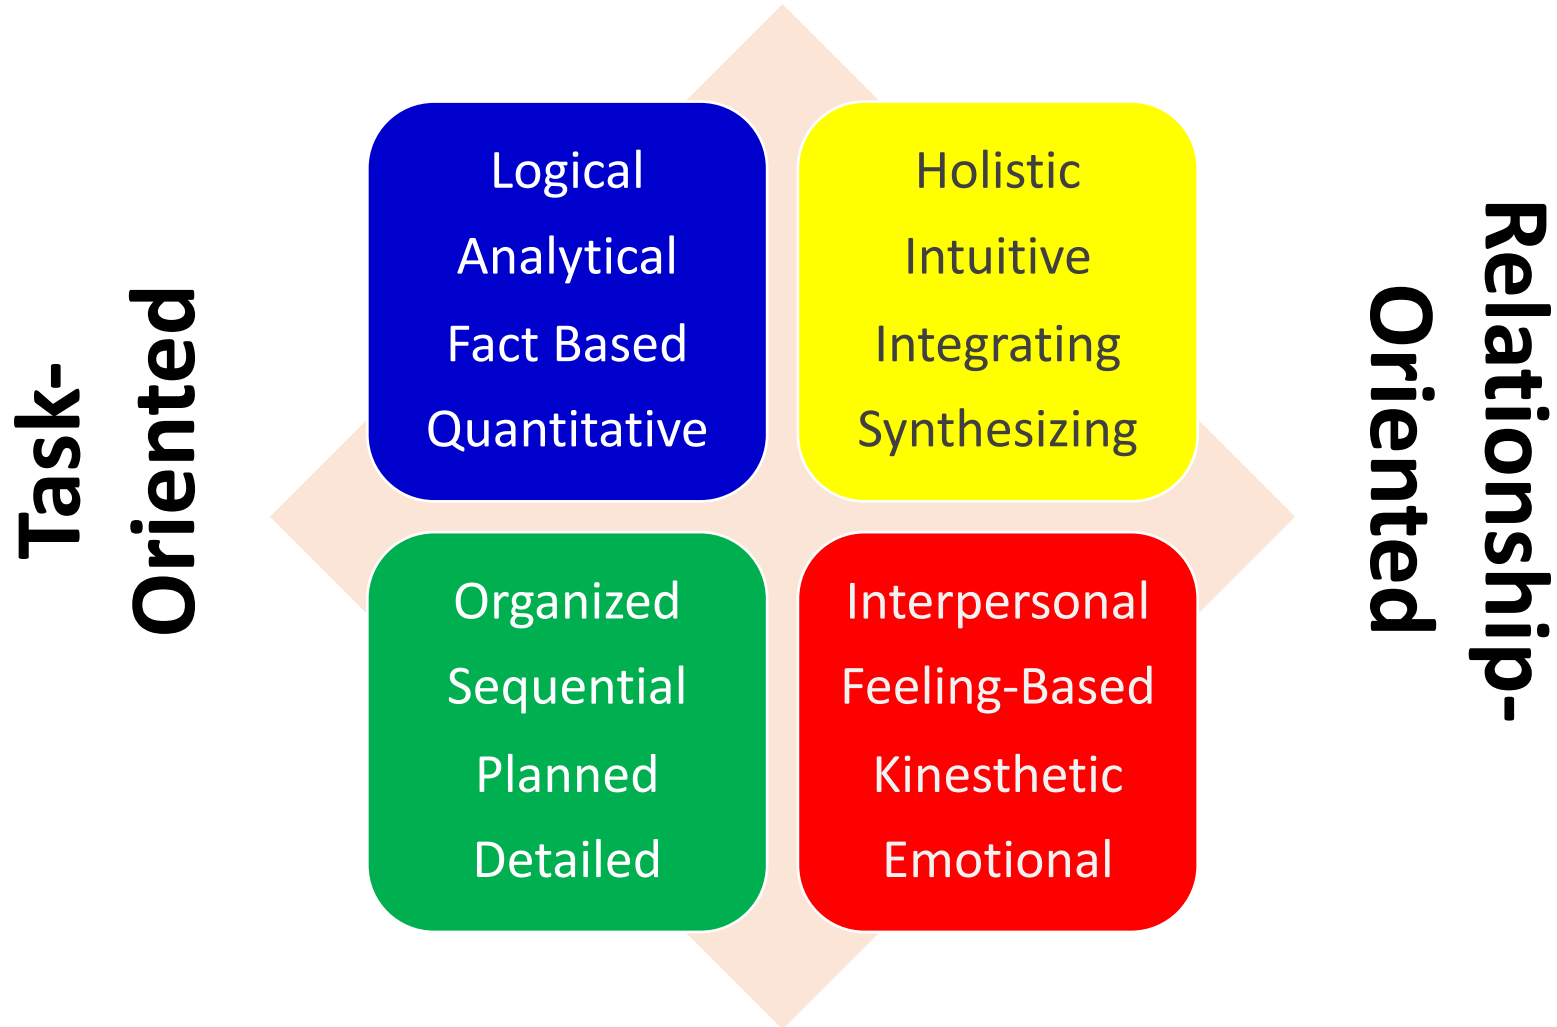 Task-
Oriented
Logical
Analytical
Fact Based
Quantitative
Holistic
Intuitive
Integrating
Synthesizing
Organized
Sequential
Planned
Detailed
Interpersonal
Feeling-Based
Kinesthetic
Emotional
Relationship-
Oriented